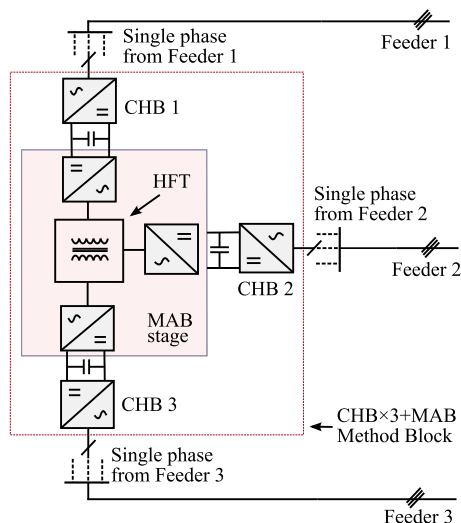 Single phase
from Feeder 1
Feeder 1
CHB 1
HFT
Single phase
from Feeder 2
Feeder 2
CHB 2
MAB
stage
CHB 3
CHB×3+MAB
Method Block
Single phase
from Feeder 3
Feeder 3